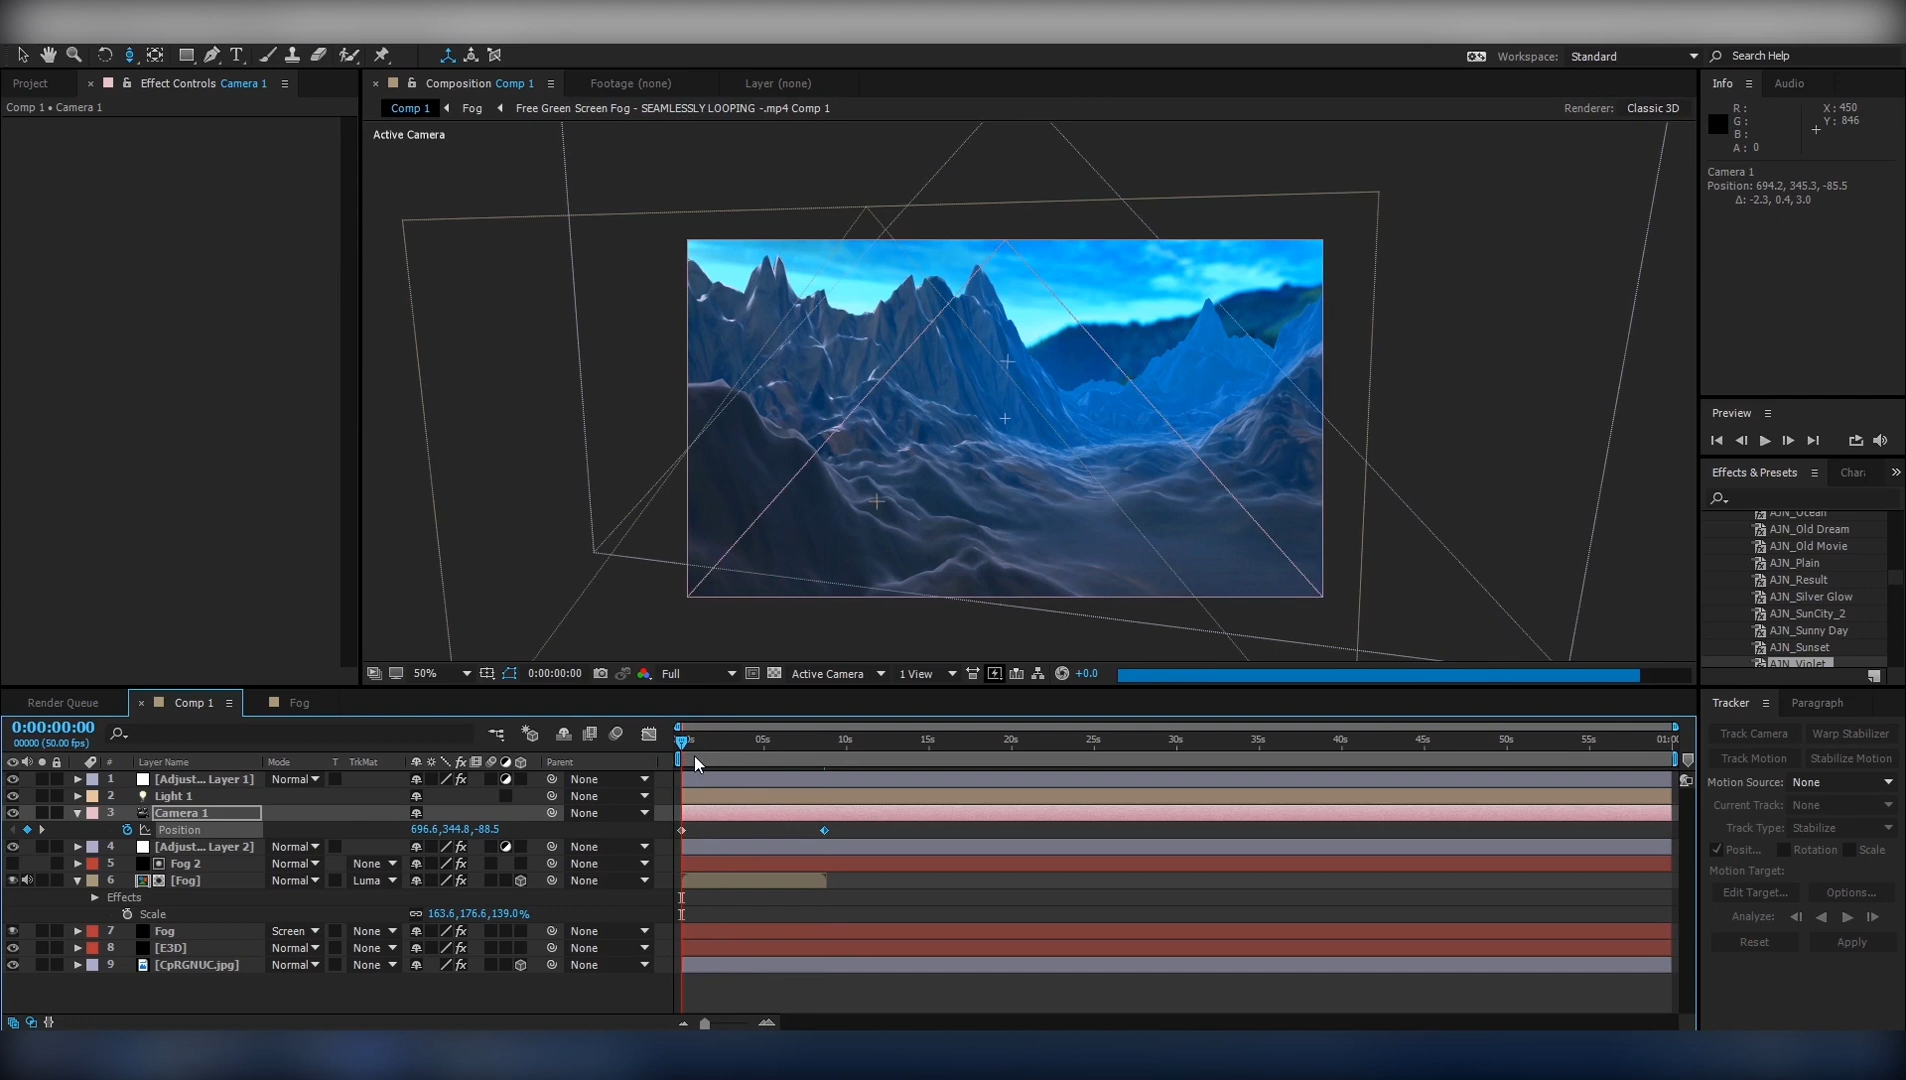 Workspace: Standard Search Help
Project Effect Controls Camera 1 Composition Comp 1 Footage (none) Layer (none) Info Audio
Comp 1 • Camera 1 Comp 1 Fog Free Green Screen Fog - SEAMLESSLY LOOPING -.mp4 Comp 1 Renderer: Classic 3D
Active Camera
R : X : 450
G : Y : 846
B :
A : 0
Camera 1
Position: 694.2, 345.3, -85.5
Δ: -2.3, 0.4, 3.0
Preview
Effects & Presets Chara
AJN_Ocean
AJN_Old Dream
AJN_Old Movie
AJN_Plain
AJN_Result
AJN_Silver Glow
AJN_SunCity_2
AJN_Sunny Day
AJN_Sunset
AJN_Violet
50% 0:00:00:00 Full Active Camera 1 View +0.0
Render Queue Comp 1 Fog Tracker Paragraph
0:00:00:00
00000 (50.00 fps)
05s 10s 15s 20s 25s 30s 35s 40s 45s 50s 55s 01:00
# Layer Name Mode T TrkMat Parent
1 [Adjust... Layer 1] Normal None
2 Light 1 None
3 Camera 1 None
Position 696.6,344.8,-88.5
4 [Adjust... Layer 2] Normal None
5 Fog 2 Normal None None
6 [Fog] Normal Luma None
Effects
Scale 163.6,176.6,139.0%
7 Fog Screen None None
8 [E3D] Normal None None
9 [CpRGNUC.jpg] Normal None None
Track Camera Warp Stabilizer
Track Motion Stabilize Motion
Motion Source: None
Current Track: None
Track Type: Stabilize
Posit... Rotation Scale
Motion Target:
Edit Target... Options...
Analyze:
Reset Apply